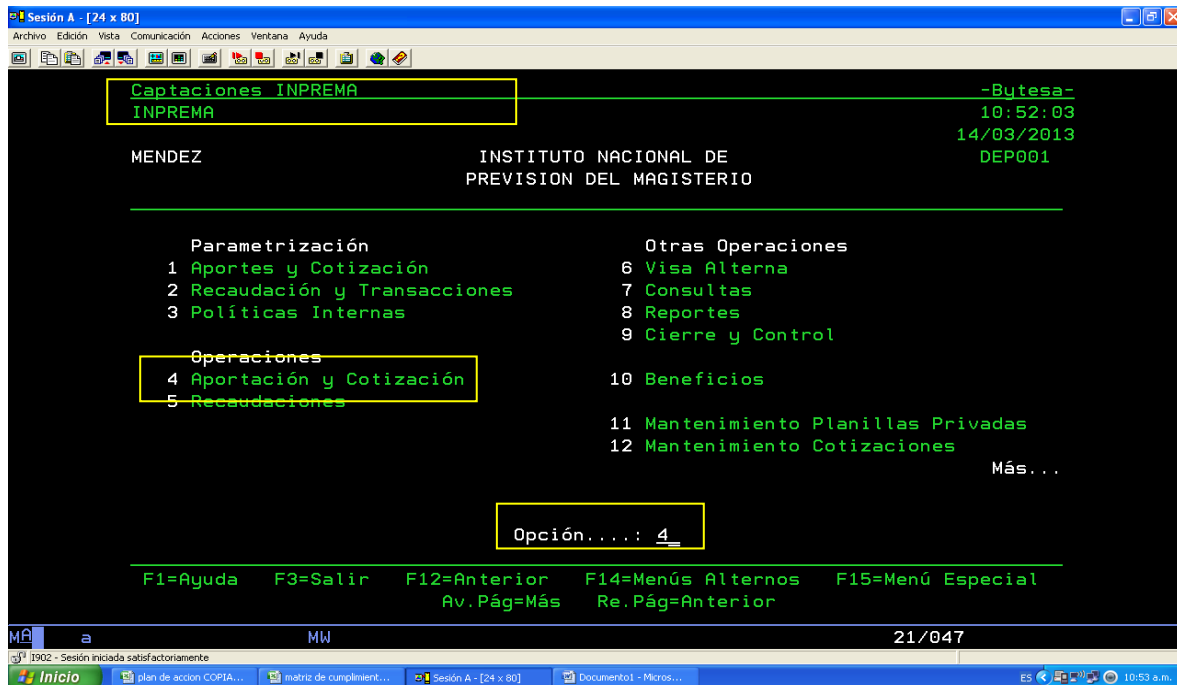 Sesión A - [24 x 80]
Archivo Edición Vista Comunicación Acciones Ventana Ayuda
Captaciones INPREMA -Bytesa-
INPREMA 10:52:03
14/03/2013
MENDEZ INSTITUTO NACIONAL DE DEP001
PREVISION DEL MAGISTERIO
Parametrización Otras Operaciones
1 Aportes y Cotización 6 Visa Alterna
2 Recaudación y Transacciones 7 Consultas
3 Políticas Internas 8 Reportes
9 Cierre y Control
Operaciones
4 Aportación y Cotización 10 Beneficios
5 Recaudaciones
11 Mantenimiento Planillas Privadas
12 Mantenimiento Cotizaciones
Más...
Opción....: 4_
F1=Ayuda F3=Salir F12=Anterior F14=Menús Alternos F15=Menú Especial
Av.Pág=Más Re.Pág=Anterior
MA a MW 21/047
I902 - Sesión iniciada satisfactoriamente
Inicio plan de accion COPIA... matriz de cumplimient... Sesión A - [24 x 80] Documento1 - Micros... ES 10:53 a.m.